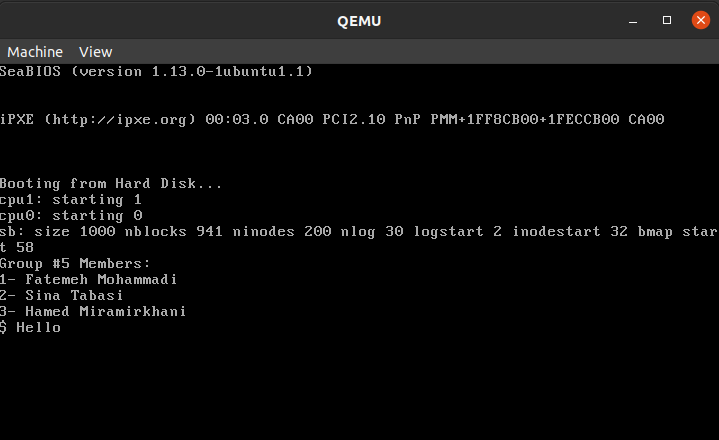 QEMU
Machine View
SeaBIOS (version 1.13.0-1ubuntu1.1)
iPXE (http://ipxe.org) 00:03.0 CA00 PCI2.10 PnP PMM+1FF8CB00+1FECCB00 CA00
Booting from Hard Disk...
cpu1: starting 1
cpu0: starting 0
sb: size 1000 nblocks 941 ninodes 200 nlog 30 logstart 2 inodestart 32 bmap star
t 58
Group #5 Members:
1- Fatemeh Mohammadi
2- Sina Tabasi
3- Hamed Miramirkhani
$ Hello